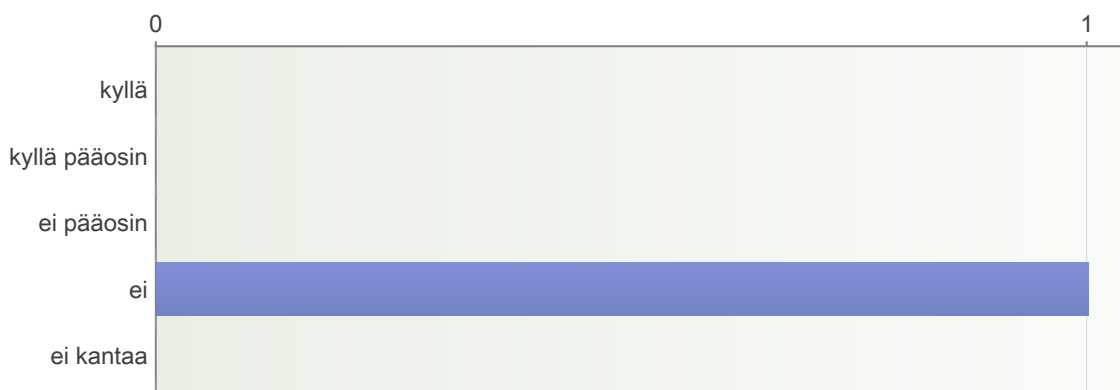 0 1
kyllä
kyllä pääosin
ei pääosin
ei
ei kantaa